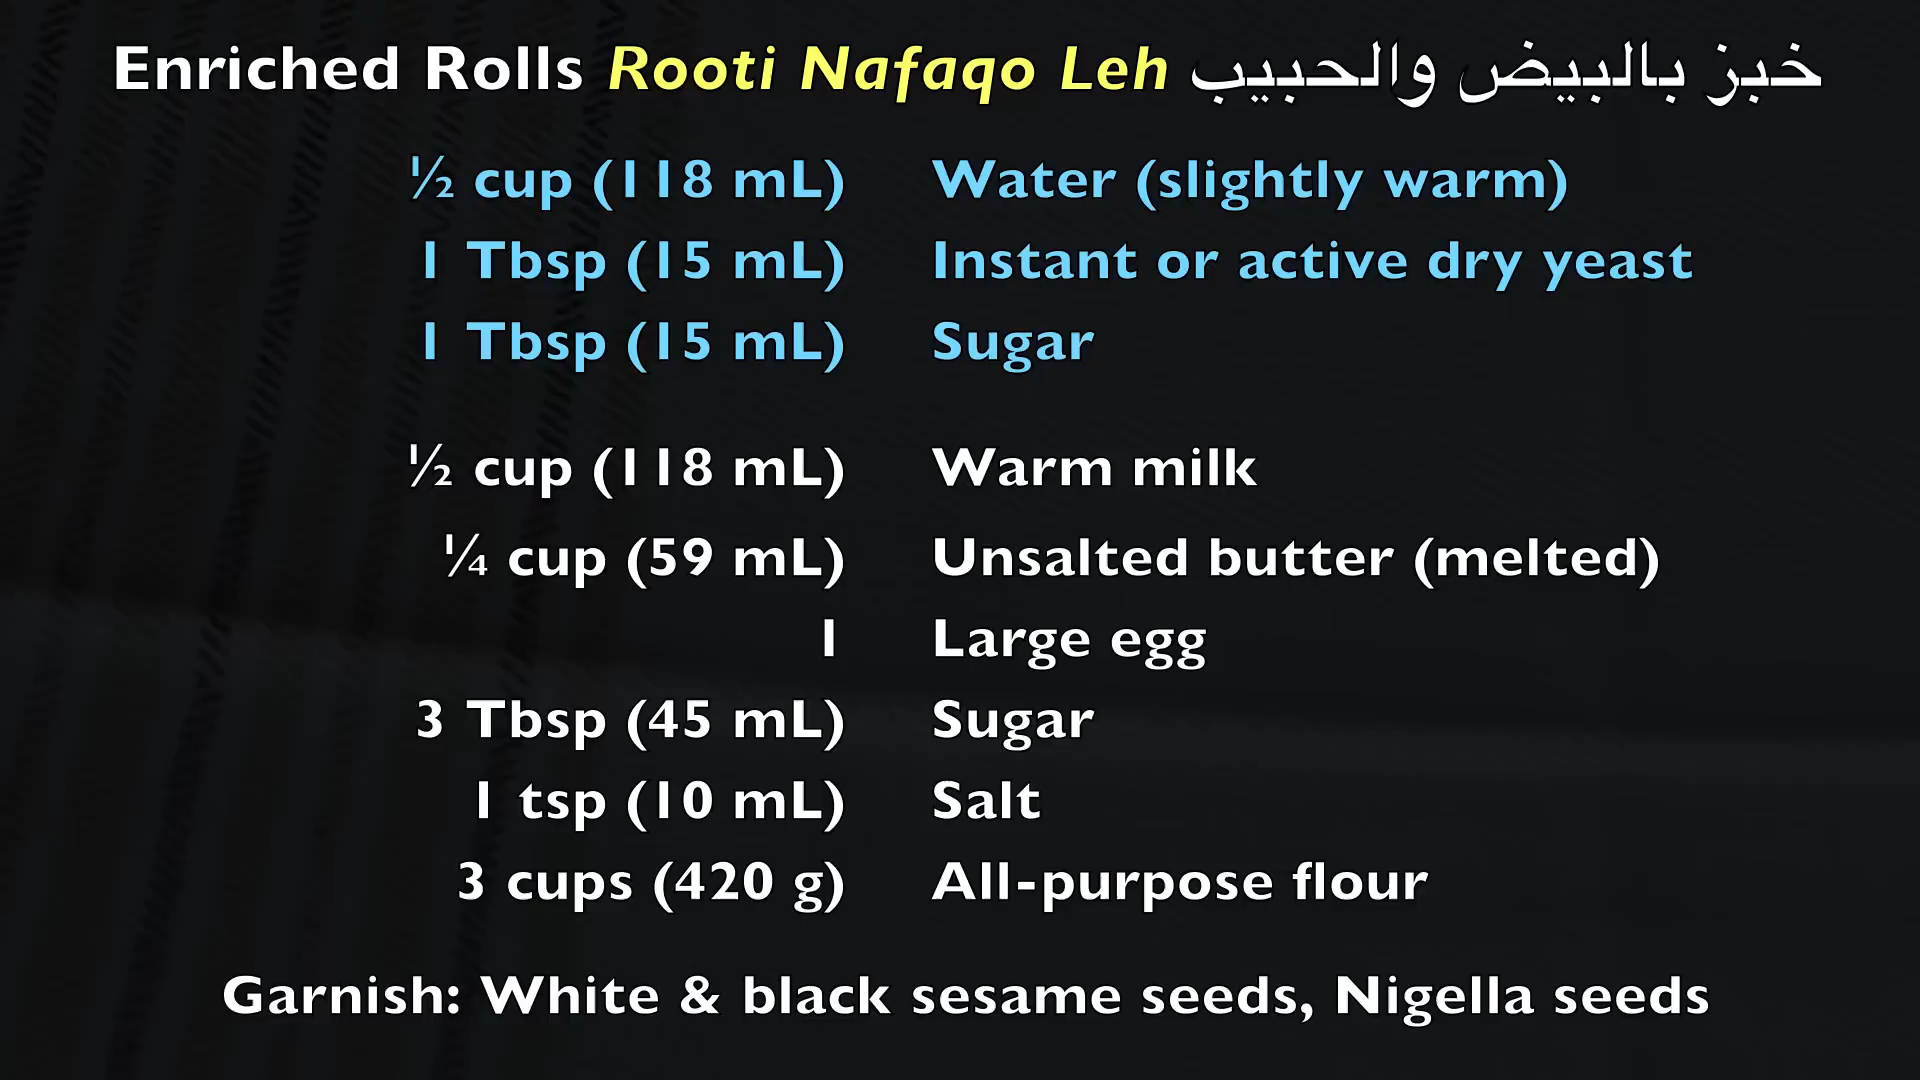 Enriched Rolls Rooti Nafaqo Leh خبز بالبيض والحبيب
½ cup (118 mL) Water (slightly warm)
1 Tbsp (15 mL) Instant or active dry yeast
1 Tbsp (15 mL) Sugar
½ cup (118 mL) Warm milk
¼ cup (59 mL) Unsalted butter (melted)
1 Large egg
3 Tbsp (45 mL) Sugar
1 tsp (10 mL) Salt
3 cups (420 g) All-purpose flour
Garnish: White & black sesame seeds, Nigella seeds